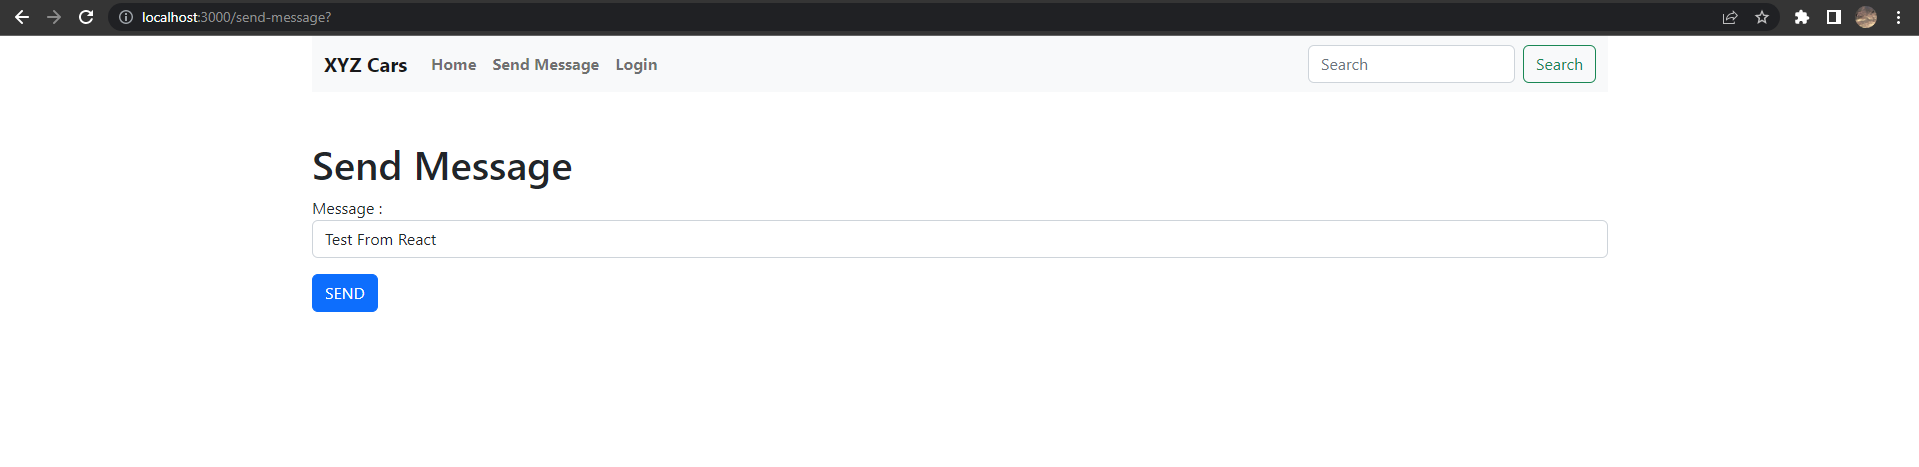 localhost:3000/send-message?
XYZ Cars Home Send Message Login Search Search
Send Message
Message :
Test From React
SEND